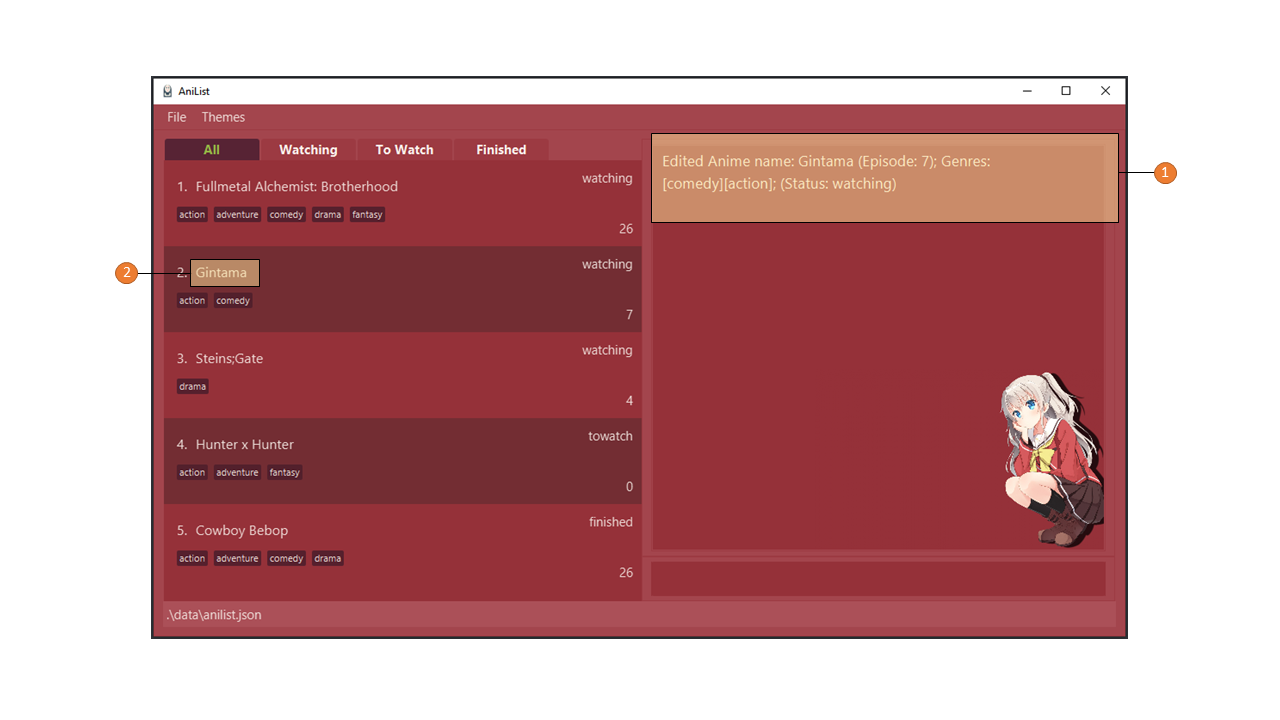 AniList
File Themes
All Watching To Watch Finished
1. Fullmetal Alchemist: Brotherhood
watching
action adventure comedy drama fantasy
26
2. Gintama
watching
action comedy
7
3. Steins;Gate
watching
drama
4
4. Hunter x Hunter
towatch
action adventure fantasy
0
5. Cowboy Bebop
finished
action adventure comedy drama
26
Edited Anime name: Gintama (Episode: 7); Genres:
[comedy][action]; (Status: watching)
1
2
.\data\anilist.json